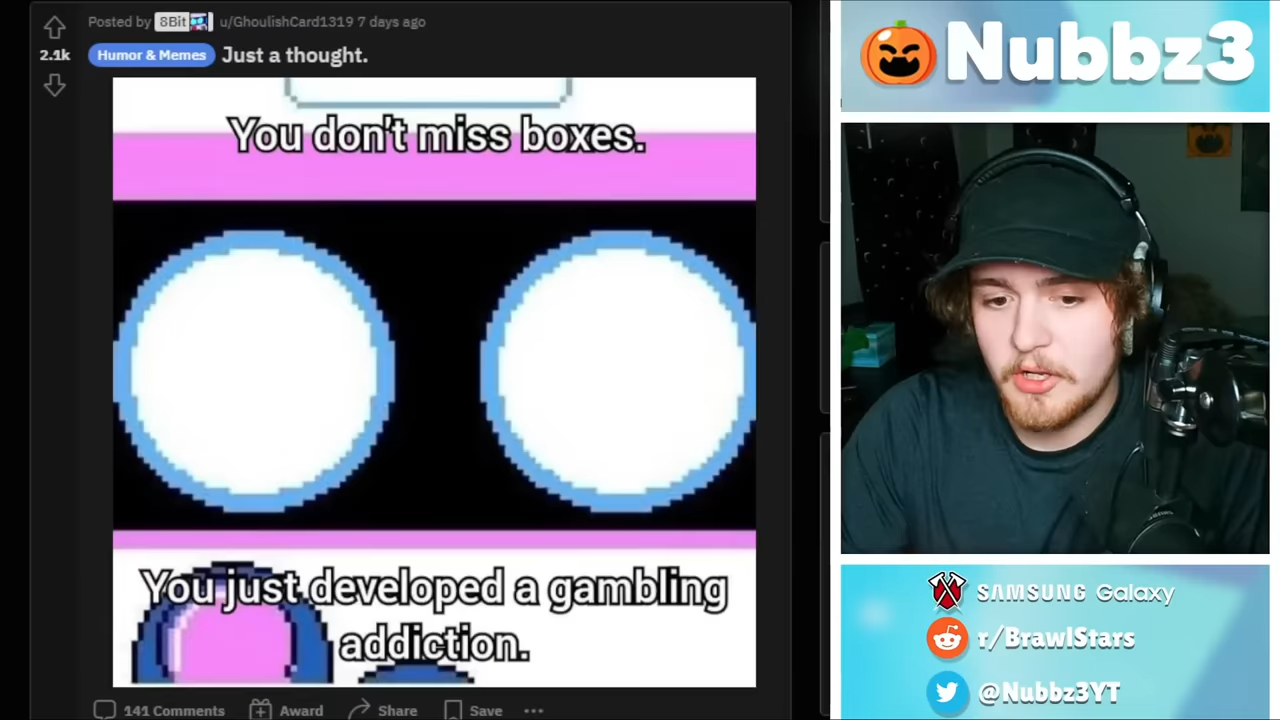 Posted by 8Bit u/GhoulishCard1319 7 days ago
2.1k
Humor & Memes Just a thought.
You don't miss boxes.
You just developed a gambling
addiction.
141 Comments Award Share Save
Nubbz3
SAMSUNG Galaxy
r/BrawlStars
@Nubbz3YT